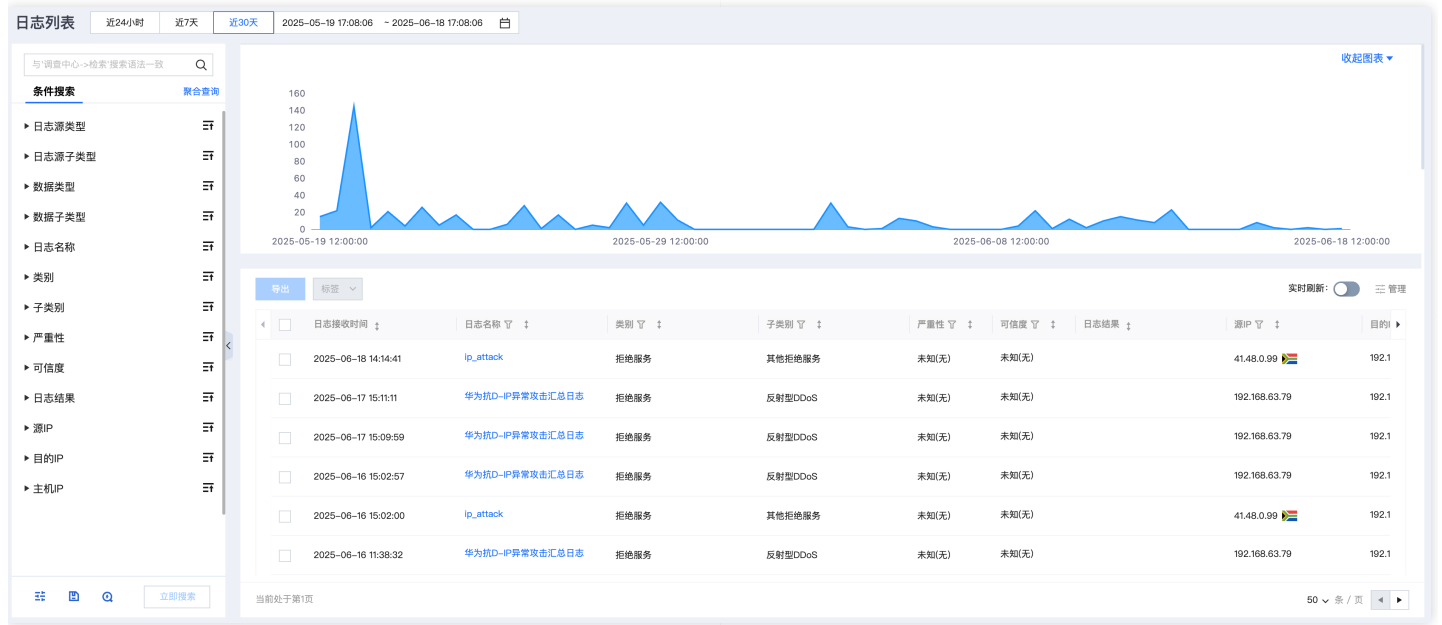 日志列表 近24小时 近7天 近30天 2025-05-19 17:08:06 ~ 2025-06-18 17:08:06
与'调查中心->检索'搜索语法一致
条件搜索 聚合查询
日志源类型
日志源子类型
数据类型
数据子类型
日志名称
类别
子类别
严重性
可信度
日志结果
源IP
目的IP
主机IP
立即搜索
收起图表
160
140
120
100
80
60
40
20
0
2025-05-19 12:00:00 2025-05-29 12:00:00 2025-06-08 12:00:00 2025-06-18 12:00:00
导出 标签 实时刷新: 管理
日志接收时间 日志名称 类别 子类别 严重性 可信度 日志结果 源IP 目的I
2025-06-18 14:14:41 ip_attack 拒绝服务 其他拒绝服务 未知(无) 未知(无) 41.48.0.99 192.1
2025-06-17 15:11:11 华为抗D-IP异常攻击汇总日志 拒绝服务 反射型DDoS 未知(无) 未知(无) 192.168.63.79 192.1
2025-06-17 15:09:59 华为抗D-IP异常攻击汇总日志 拒绝服务 反射型DDoS 未知(无) 未知(无) 192.168.63.79 192.1
2025-06-16 15:02:57 华为抗D-IP异常攻击汇总日志 拒绝服务 反射型DDoS 未知(无) 未知(无) 192.168.63.79 192.1
2025-06-16 15:02:00 ip_attack 拒绝服务 其他拒绝服务 未知(无) 未知(无) 41.48.0.99 192.1
2025-06-16 11:38:32 华为抗D-IP异常攻击汇总日志 拒绝服务 反射型DDoS 未知(无) 未知(无) 192.168.63.79 192.1
当前处于第1页 50 条 / 页